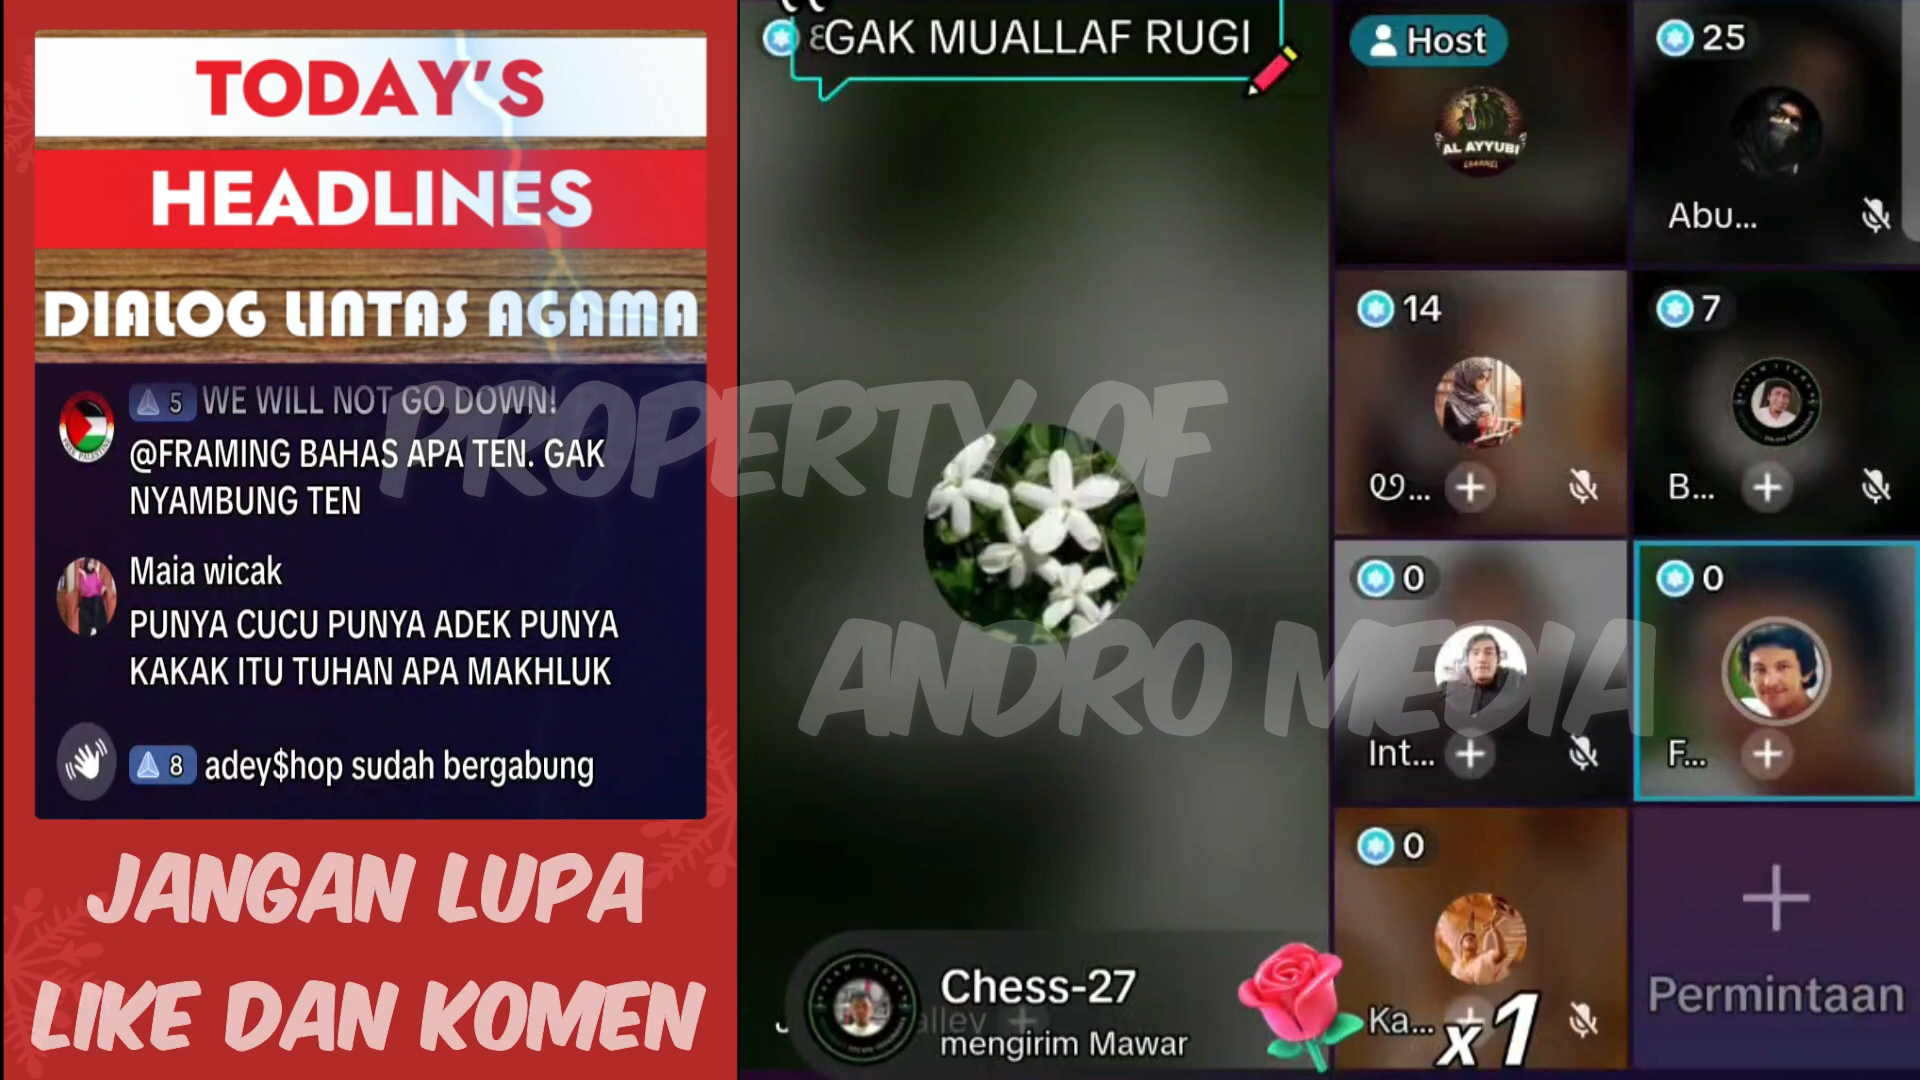 TODAY'S
HEADLINES
DIALOG LINTAS AGAMA
5 WE WILL NOT GO DOWN!
@FRAMING BAHAS APA TEN. GAK
NYAMBUNG TEN
Maia wicak
PUNYA CUCU PUNYA ADEK PUNYA
KAKAK ITU TUHAN APA MAKHLUK
8 adey$hop sudah bergabung
JANGAN LUPA
LIKE DAN KOMEN
GAK MUALLAF RUGI
PROPERTY OF
ANDRO MEDIA
Chess-27
mengirim Mawar
x1
Host
AL AYYUBI
CHANNEL
25
Abu...
14
7
B...
0
Int...
0
F...
0
Ka...
Permintaan